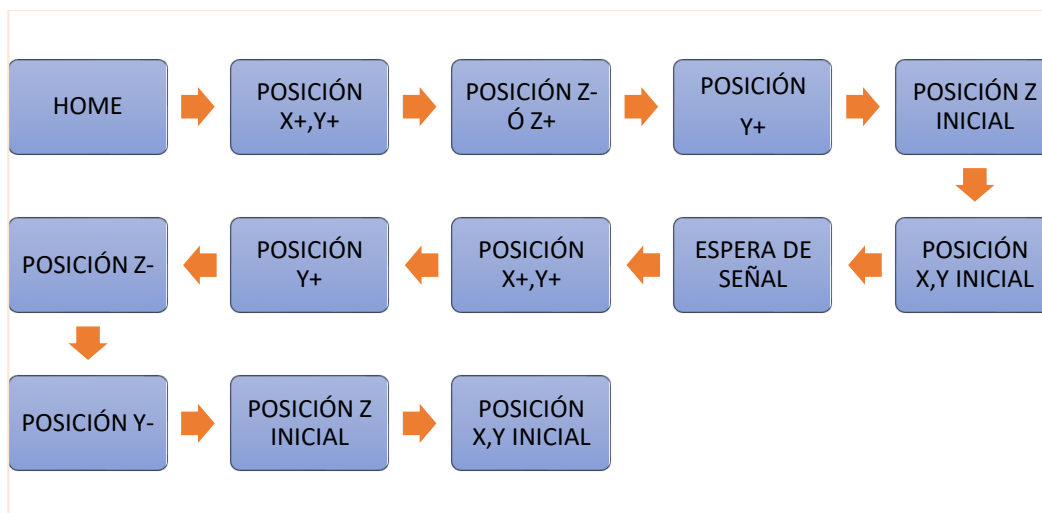 HOME
POSICIÓN
X+,Y+
POSICIÓN Z-
Ó Z+
POSICIÓN
Y+
POSICIÓN Z
INICIAL
POSICIÓN
X,Y INICIAL
ESPERA DE
SEÑAL
POSICIÓN
X+,Y+
POSICIÓN
Y+
POSICIÓN Z-
POSICIÓN Y-
POSICIÓN Z
INICIAL
POSICIÓN
X,Y INICIAL